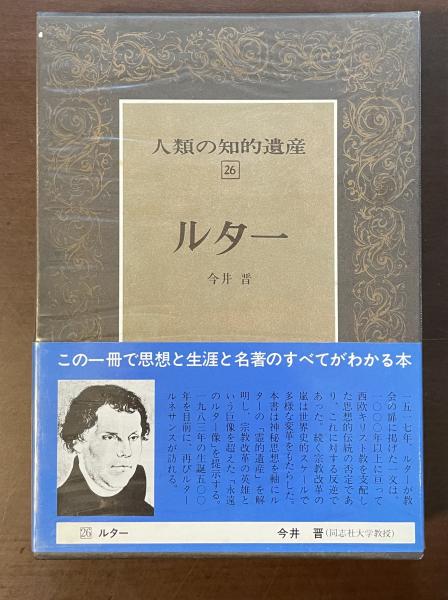 人類の知的遺産
26
ルター
今井 晋
この一冊で思想と生涯と名著のすべてがわかる本
一五一七年、ルターが教
会の扉に掲げた一文は、
一〇〇〇年以上に亘って
西欧キリスト教を支配し
た思想的伝統の否定であ
り、これに対する反逆で
あった。続く宗教改革の
嵐は世界史的スケールで
多様な変革をもたらした。
本書は神秘思想を軸にル
ターの「霊的遺産」を解
明し、宗教改革の英雄と
いう巨像を超えた「永遠
のルター像」を提示する。
一九八三年の生誕五〇〇
年を目前に、再びルター
ルネサンスが訪れる。
26 ルター
今井 晋(同志社大学教授)